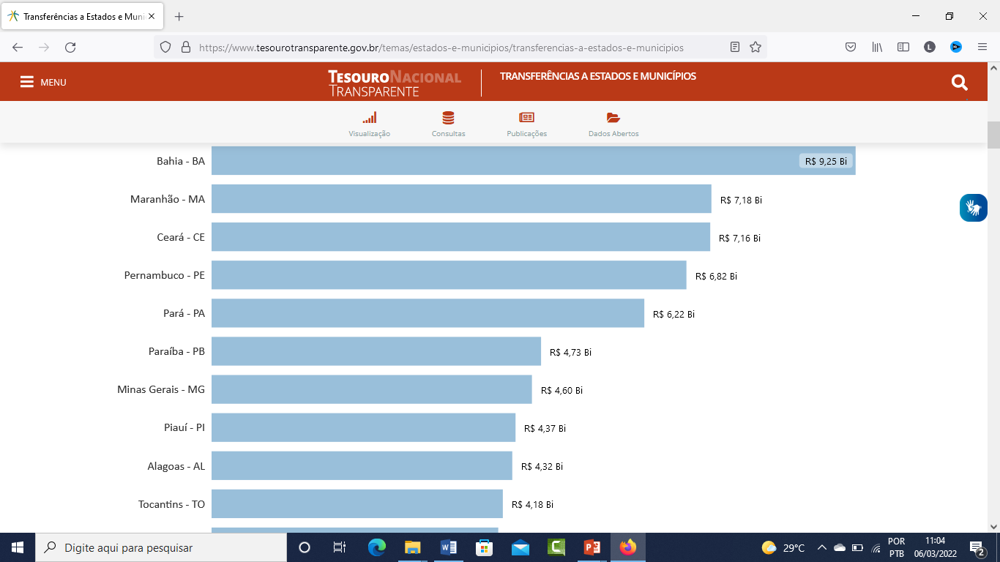 Transferências a Estados e Muni
https://www.tesourotransparente.gov.br/temas/estados-e-municipios/transferencias-a-estados-e-municipios
L
MENU
TESOURONACIONAL
TRANSPARENTE
TRANSFERÊNCIAS A ESTADOS E MUNICÍPIOS
Visualização
Consultas
Publicações
Dados Abertos
Bahia - BA R$ 9,25 Bi
Maranhão - MA R$ 7,18 Bi
Ceará - CE R$ 7,16 Bi
Pernambuco - PE R$ 6,82 Bi
Pará - PA R$ 6,22 Bi
Paraíba - PB R$ 4,73 Bi
Minas Gerais - MG R$ 4,60 Bi
Piauí - PI R$ 4,37 Bi
Alagoas - AL R$ 4,32 Bi
Tocantins - TO R$ 4,18 Bi
Digite aqui para pesquisar
29°C
POR
PTB
11:04
06/03/2022
2